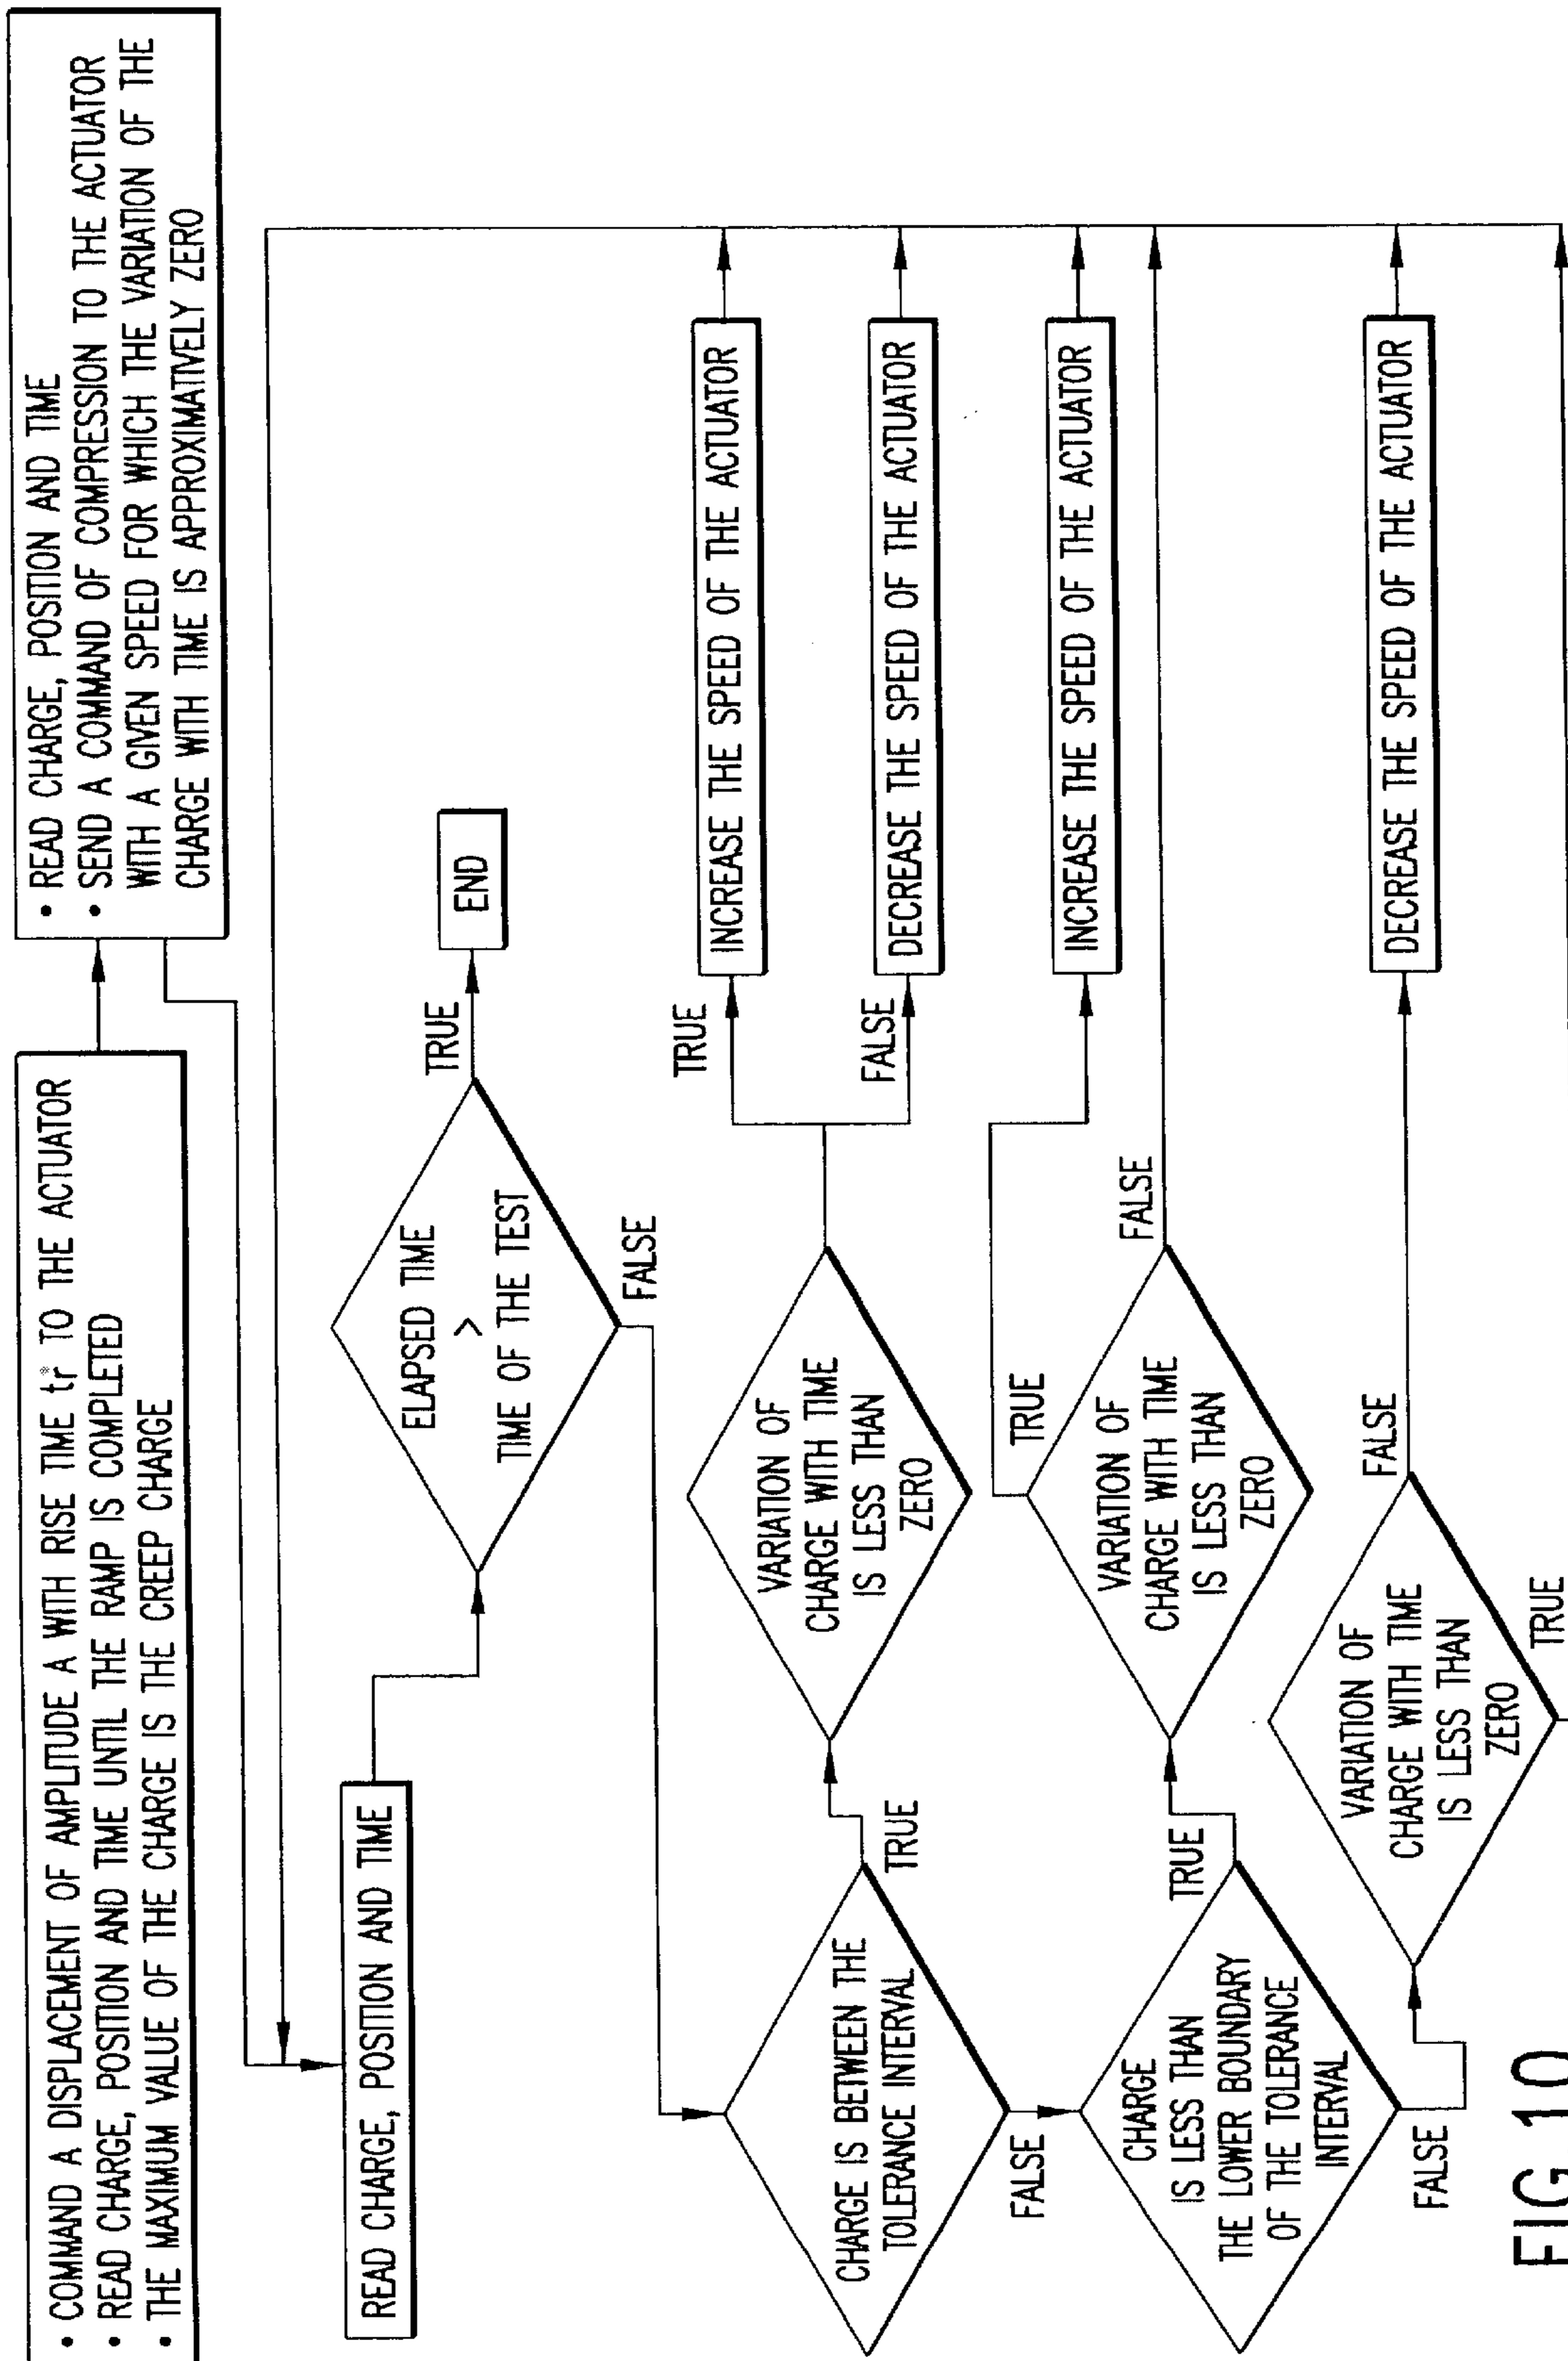 • COMMAND A DISPLACEMENT OF AMPLITUDE A WITH RISE TIME tr* TO THE ACTUATOR
• READ CHARGE, POSITION AND TIME UNTIL THE RAMP IS COMPLETED
• THE MAXIMUM VALUE OF THE CHARGE IS THE CREEP CHARGE
• READ CHARGE, POSITION AND TIME
• SEND A COMMAND OF COMPRESSION TO THE ACTUATOR
WITH A GIVEN SPEED FOR WHICH THE VARIATION OF THE
CHARGE WITH TIME IS APPROXIMATIVELY ZERO
READ CHARGE, POSITION AND TIME
ELAPSED TIME
>
TIME OF THE TEST
TRUE
END
FALSE
CHARGE IS BETWEEN THE
TOLERANCE INTERVAL
TRUE
VARIATION OF
CHARGE WITH TIME
IS LESS THAN
ZERO
TRUE
INCREASE THE SPEED OF THE ACTUATOR
FALSE
DECREASE THE SPEED OF THE ACTUATOR
FALSE
CHARGE
IS LESS THAN
THE LOWER BOUNDARY
OF THE TOLERANCE
INTERVAL
TRUE
VARIATION OF
CHARGE WITH TIME
IS LESS THAN
ZERO
TRUE
INCREASE THE SPEED OF THE ACTUATOR
FALSE
FALSE
VARIATION OF
CHARGE WITH TIME
IS LESS THAN
ZERO
FALSE
DECREASE THE SPEED OF THE ACTUATOR
TRUE
FIG.10